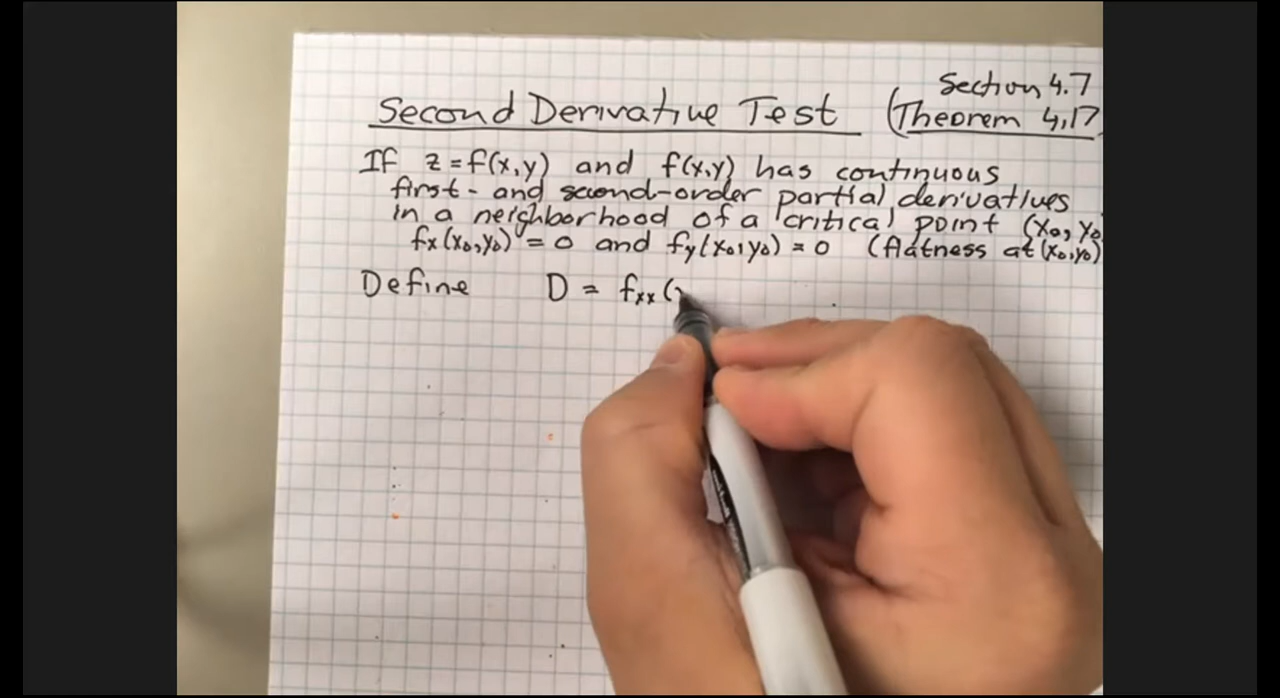 Section 4.7
Second Derivative Test (Theorem 4.17
If z = f(x,y) and f(x,y) has continuous
first- and second-order partial derivatives
in a neighborhood of a critical point (x₀, y₀
fx(x₀,y₀) = 0 and fy(x₀,y₀) = 0 (flatness at (x₀,y₀)
Define D = fxx(